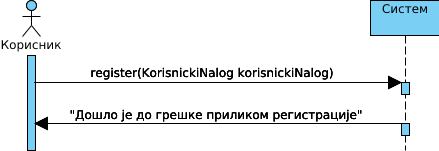 Систем
Корисник
register(KorisnickiNalog korisnickiNalog)
"Дошло је до грешке приликом регистрације"